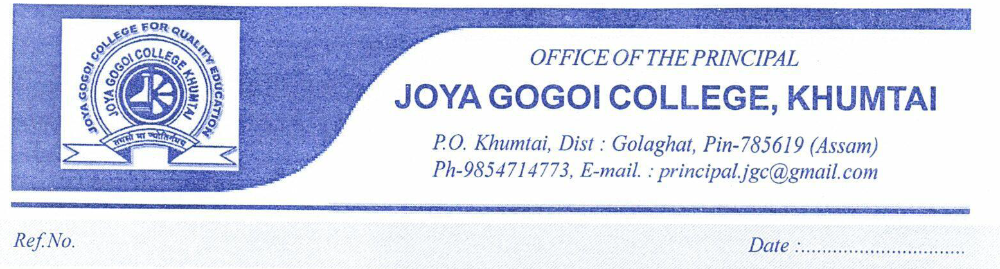 JOYA GOGOI COLLEGE FOR QUALITY EDUCATION
JOYA GOGOI COLLEGE KHUMTAI
तमसो मा ज्योतिर्गमय
OFFICE OF THE PRINCIPAL
JOYA GOGOI COLLEGE, KHUMTAI
P.O. Khumtai, Dist : Golaghat, Pin-785619 (Assam)
Ph-9854714773, E-mail. : principal.jgc@gmail.com
Ref.No.
Date :......................................